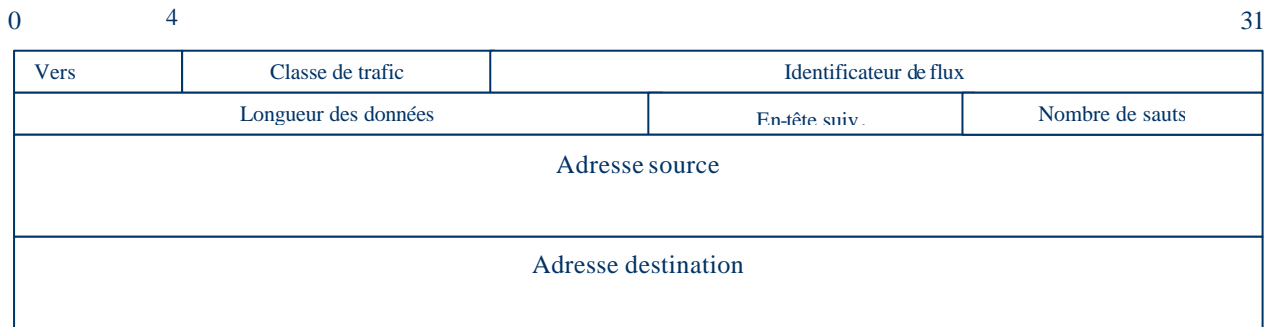 0 4 31
Vers Classe de trafic Identificateur de flux
Longueur des données En-tête suiv. Nombre de sauts
Adresse source
Adresse destination